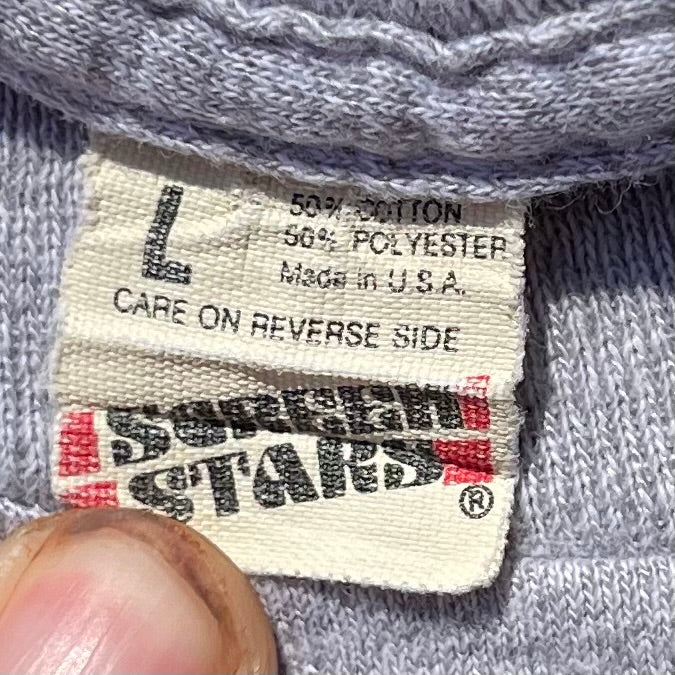 L
50% COTTON
50% POLYESTER
Made in U.S.A.
CARE ON REVERSE SIDE
SCREEN
STARS
®